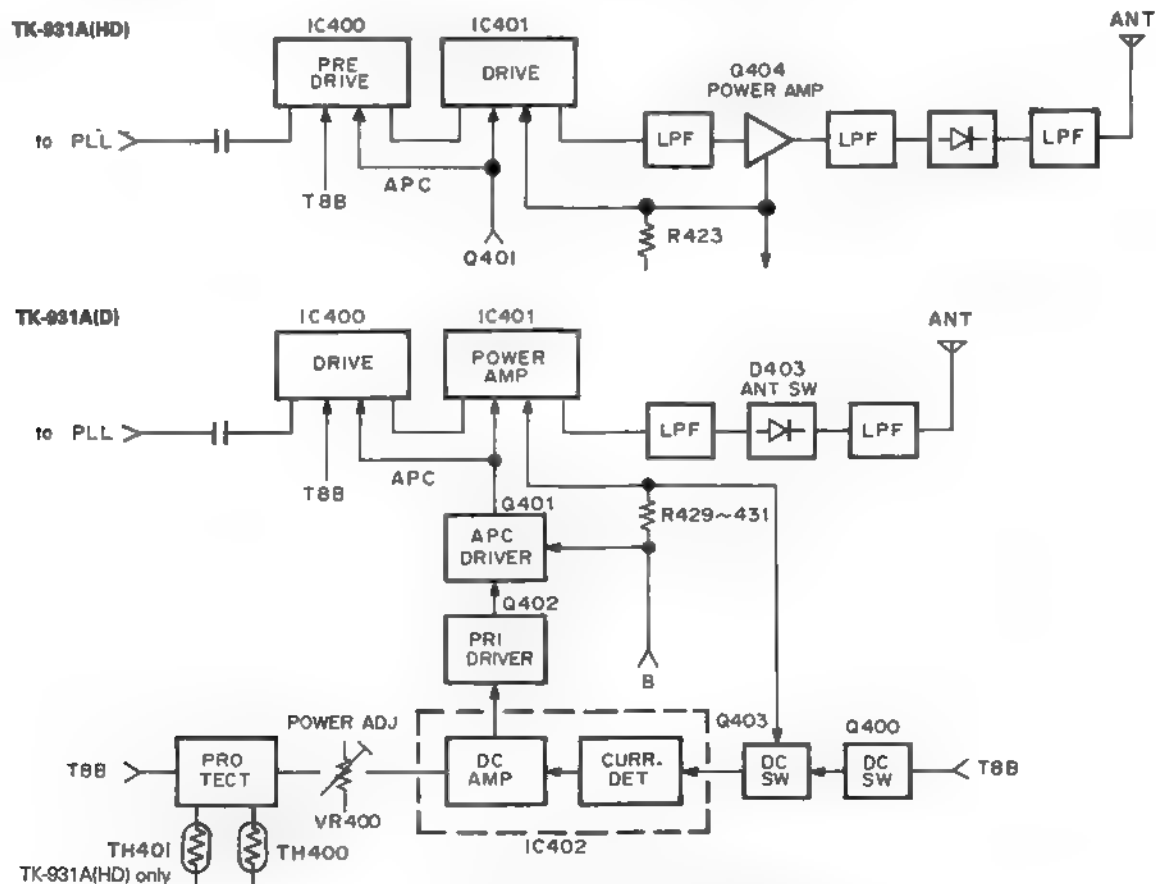 TK-931A(HD)
IC400
IC401
ANT
PRE
DRIVE
DRIVE
Q404
POWER AMP
to PLL
LPF
LPF
LPF
T8B
APC
Q401
R423
TK-931A(D)
IC400
IC401
ANT
DRIVE
POWER
AMP
D403
ANT SW
to PLL
LPF
LPF
T8B
APC
Q401
R429~431
APC
DRIVER
Q402
PRI
DRIVER
B
POWER ADJ
Q403
Q400
T8B
PRO
TECT
DC
AMP
CURR.
DET
DC
SW
DC
SW
T8B
VR400
IC402
TH401
TH400
TK-931A(HD) only